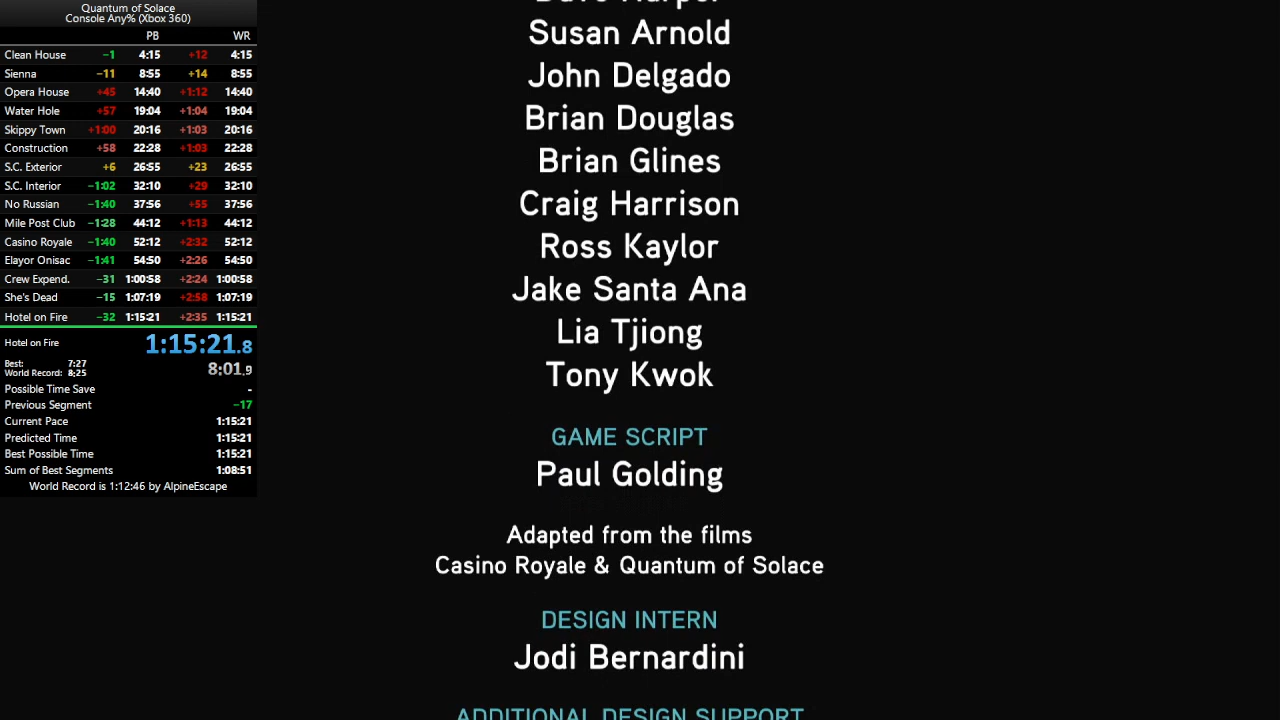 Quantum of Solace
Console Any% (Xbox 360)
PB WR
Clean House −1 4:15 +12 4:15
Sienna −11 8:55 +14 8:55
Opera House +45 14:40 +1:12 14:40
Water Hole +57 19:04 +1:04 19:04
Skippy Town +1:00 20:16 +1:03 20:16
Construction +58 22:28 +1:03 22:28
S.C. Exterior +6 26:55 +23 26:55
S.C. Interior −1:02 32:10 +29 32:10
No Russian −1:40 37:56 +55 37:56
Mile Post Club −1:28 44:12 +1:13 44:12
Casino Royale −1:40 52:12 +2:32 52:12
Elayor Onisac −1:41 54:50 +2:26 54:50
Crew Expend. −31 1:00:58 +2:24 1:00:58
She's Dead −15 1:07:19 +2:58 1:07:19
Hotel on Fire −32 1:15:21 +2:35 1:15:21
Hotel on Fire 1:15:21.8
Best: 7:27
World Record: 8:25 8:01.9
Possible Time Save -
Previous Segment −17
Current Pace 1:15:21
Predicted Time 1:15:21
Best Possible Time 1:15:21
Sum of Best Segments 1:08:51
World Record is 1:12:46 by AlpineEscape
Dave Harper
Susan Arnold
John Delgado
Brian Douglas
Brian Glines
Craig Harrison
Ross Kaylor
Jake Santa Ana
Lia Tjiong
Tony Kwok
GAME SCRIPT
Paul Golding
Adapted from the films
Casino Royale & Quantum of Solace
DESIGN INTERN
Jodi Bernardini
ADDITIONAL DESIGN SUPPORT